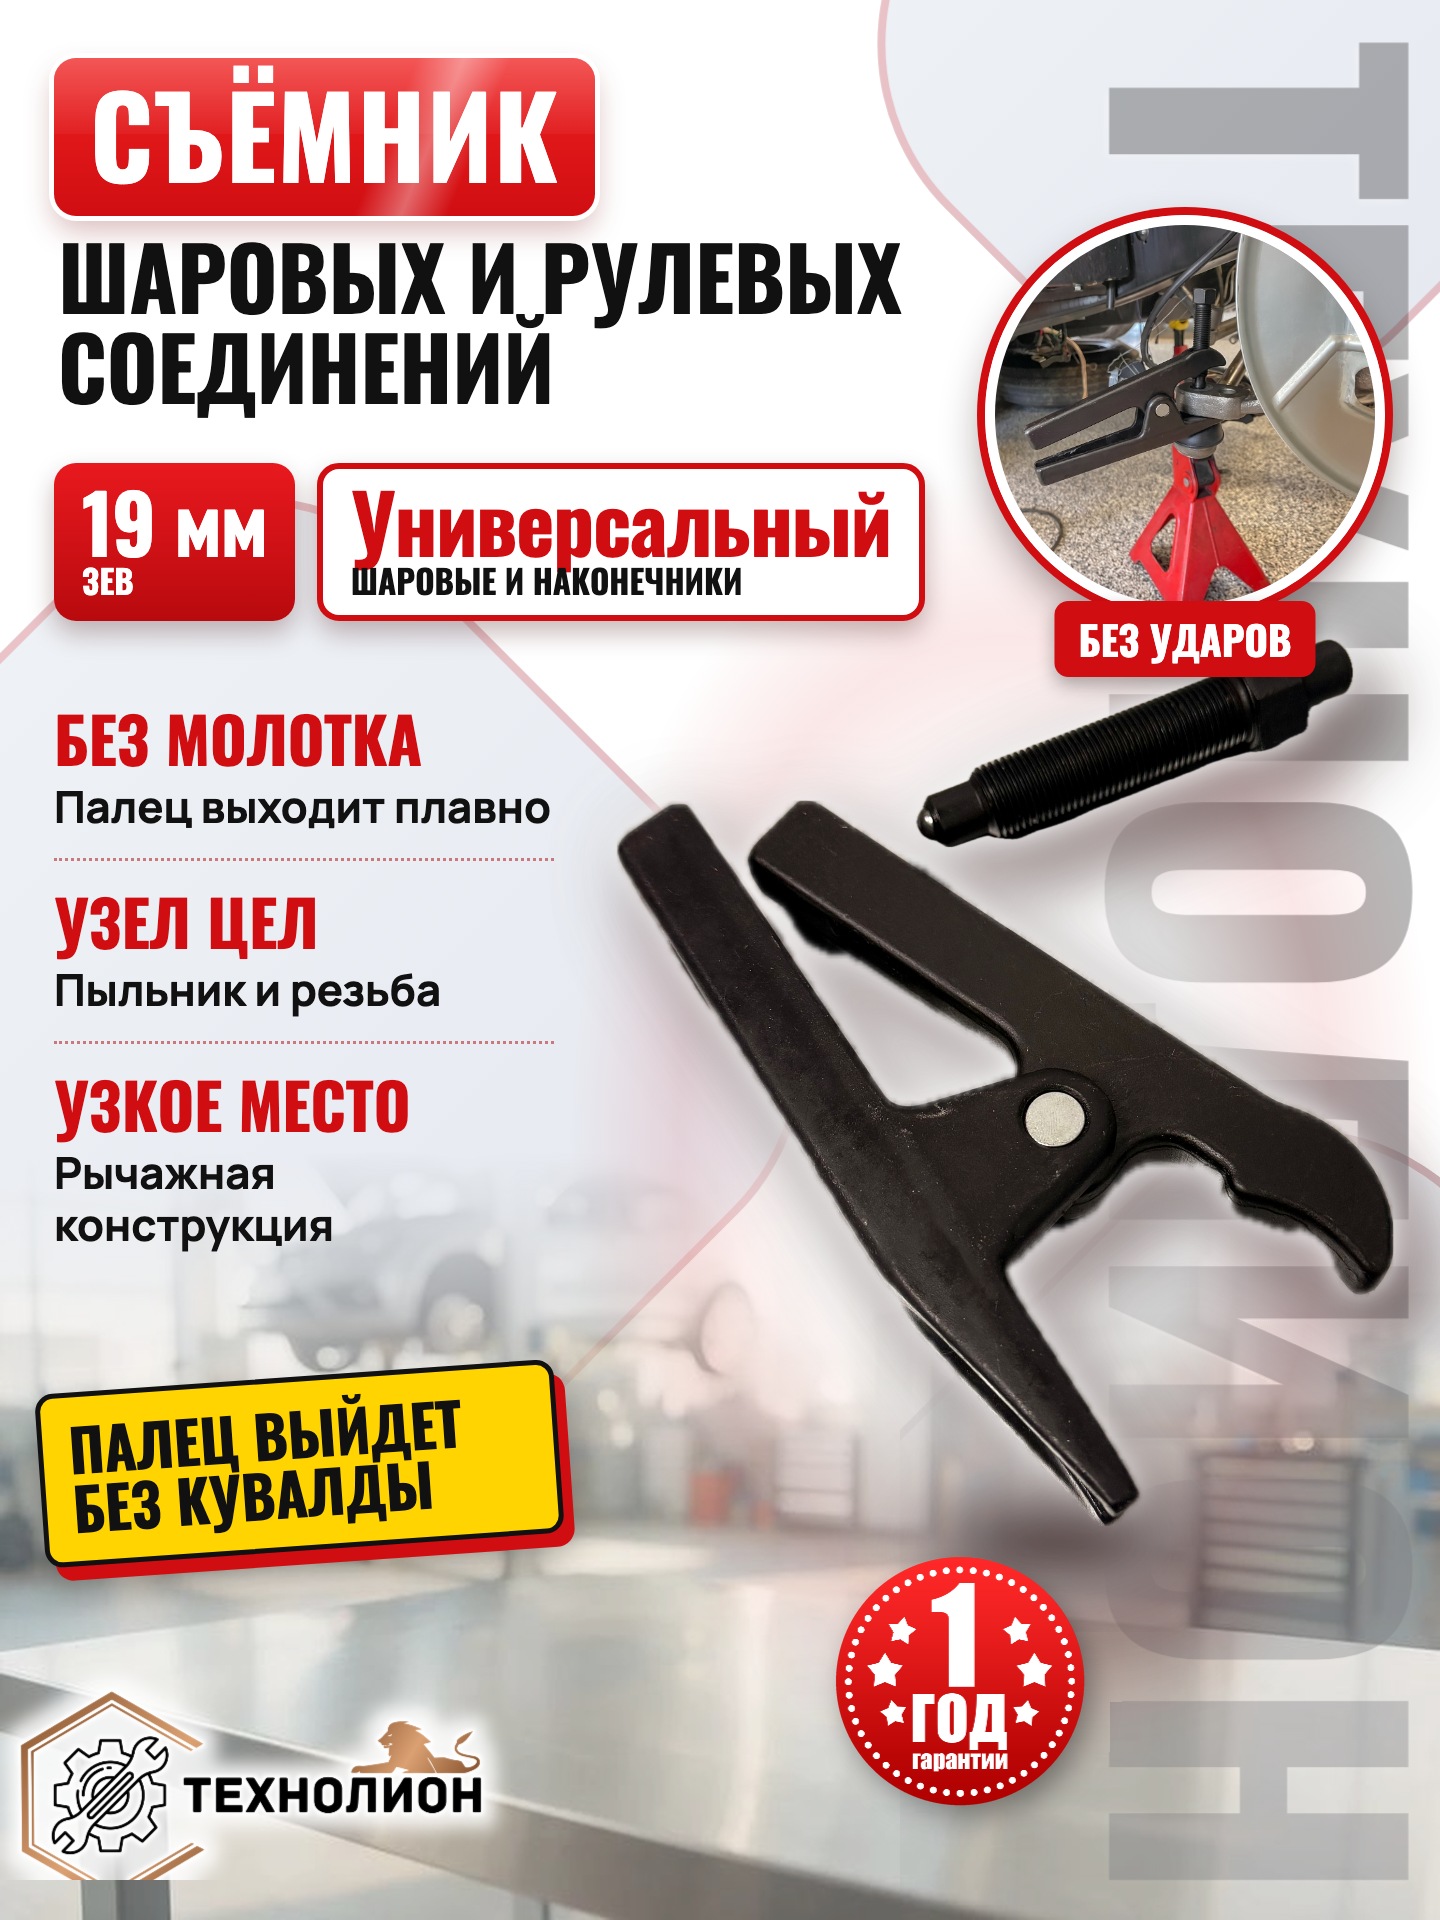 СЪЁМНИК
ШАРОВЫХ И РУЛЕВЫХ
СОЕДИНЕНИЙ
19 мм
ЗЕВ
Универсальный
ШАРОВЫЕ И НАКОНЕЧНИКИ
БЕЗ УДАРОВ
БЕЗ МОЛОТКА
Палец выходит плавно
УЗЕЛ ЦЕЛ
Пыльник и резьба
УЗКОЕ МЕСТО
Рычажная
конструкция
ПАЛЕЦ ВЫЙДЕТ
БЕЗ КУВАЛДЫ
1
ГОД
гарантии
ТЕХНОЛИОН
ТЕХНОЛИОН